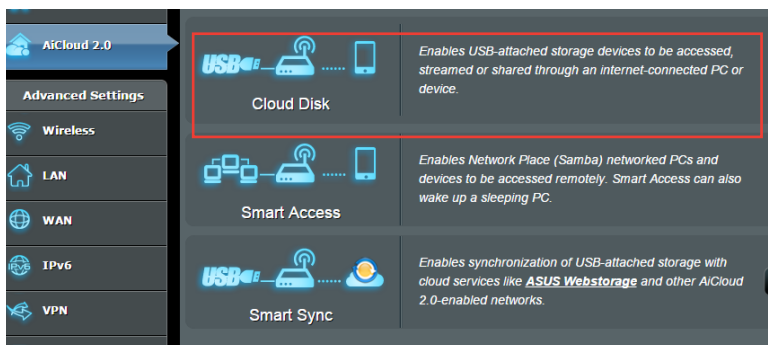 AiCloud 2.0
Advanced Settings
Wireless
LAN
WAN
IPv6
VPN
USB
Cloud Disk
Enables USB-attached storage devices to be accessed,
streamed or shared through an internet-connected PC or
device.
Smart Access
Enables Network Place (Samba) networked PCs and
devices to be accessed remotely. Smart Access can also
wake up a sleeping PC.
USB
Smart Sync
Enables synchronization of USB-attached storage with
cloud services like ASUS Webstorage and other AiCloud
2.0-enabled networks.